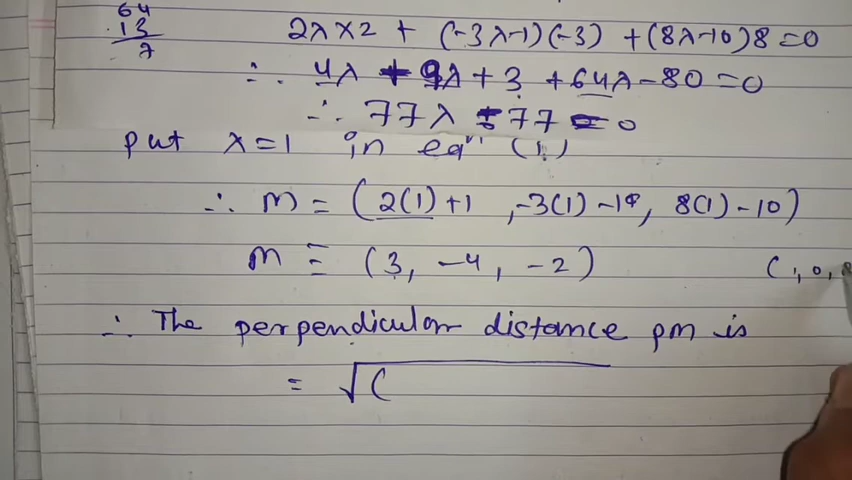 64
13
7
2λ×2 + (-3λ-1)(-3) + (8λ-10)8 = 0
∴ 4λ + 9λ + 3 + 64λ - 80 = 0
∴ 77λ - 77 = 0
put λ = 1 in eqⁿ (1)
∴ m = (2(1)+1 , -3(1) -1, 8(1) - 10)
m = (3, -4, -2)
(1, 0,
∴ The perpendicular distance pm is
= √(